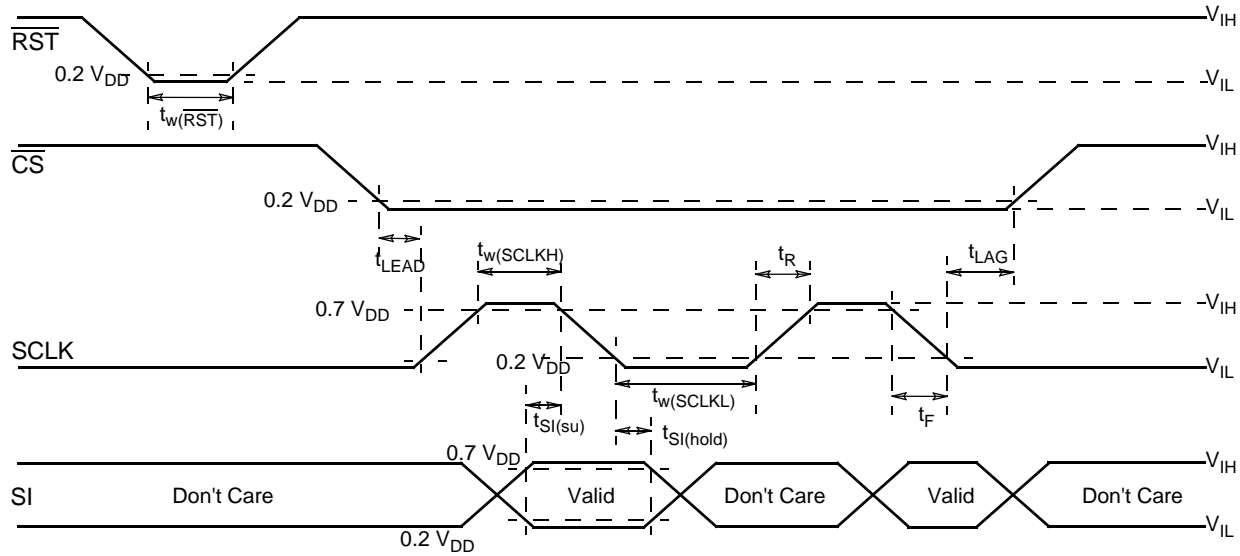 RST
V_IH
0.2 V_DD
V_IL
t_w(RST)
CS
V_IH
0.2 V_DD
V_IL
t_LEAD
t_w(SCLKH)
t_R
t_LAG
0.7 V_DD
V_IH
SCLK
0.2 V_DD
V_IL
t_w(SCLKL)
t_F
t_SI(su)
t_SI(hold)
0.7 V_DD
V_IH
SI
Don't Care
Valid
Don't Care
Valid
Don't Care
0.2 V_DD
V_IL